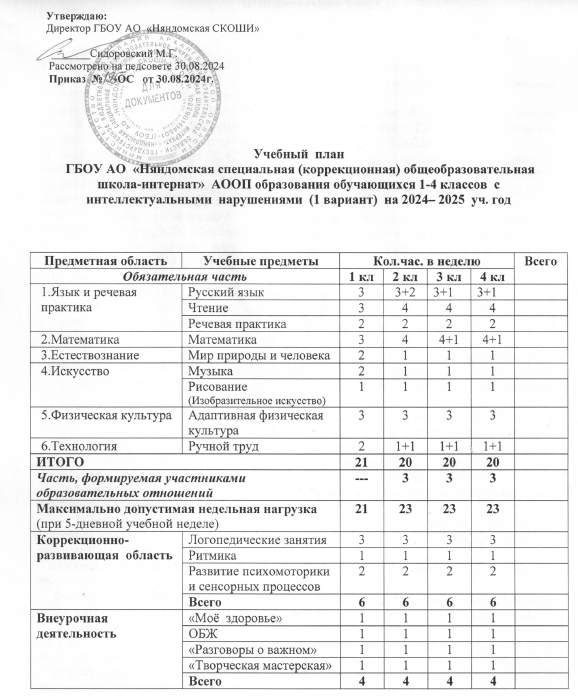 Утверждаю:
Директор ГБОУ АО «Няндомская СКОШИ»
Сидоровский М.Г.
Рассмотрено на педсовете 30.08.2024
Приказ № ОС от 30.08.2024г.
ДЛЯ
ДОКУМЕНТОВ
Учебный план
ГБОУ АО «Няндомская специальная (коррекционная) общеобразовательная
школа-интернат» АООП образования обучающихся 1-4 классов с
интеллектуальными нарушениями (1 вариант) на 2024– 2025 уч. год
Предметная область Учебные предметы Кол.час. в неделю Всего
Обязательная часть 1 кл 2 кл 3 кл 4 кл
1.Язык и речевая Русский язык 3 3+2 3+1 3+1
практика Чтение 3 4 4 4
Речевая практика 2 2 2 2
2.Математика Математика 3 4 4+1 4+1
3.Естествознание Мир природы и человека 2 1 1 1
4.Искусство Музыка 2 1 1 1
Рисование 1 1 1 1
(Изобразительное искусство)
5.Физическая культура Адаптивная физическая 3 3 3 3
культура
6.Технология Ручной труд 2 1+1 1+1 1+1
ИТОГО 21 20 20 20
Часть, формируемая участниками --- 3 3 3
образовательных отношений
Максимально допустимая недельная нагрузка 21 23 23 23
(при 5-дневной учебной неделе)
Коррекционно- Логопедические занятия 3 3 3 3
развивающая область Ритмика 1 1 1 1
Развитие психомоторики 2 2 2 2
и сенсорных процессов
Всего 6 6 6 6
Внеурочная «Моё здоровье» 1 1 1 1
деятельность ОБЖ 1 1 1 1
«Разговоры о важном» 1 1 1 1
«Творческая мастерская» 1 1 1 1
Всего 4 4 4 4